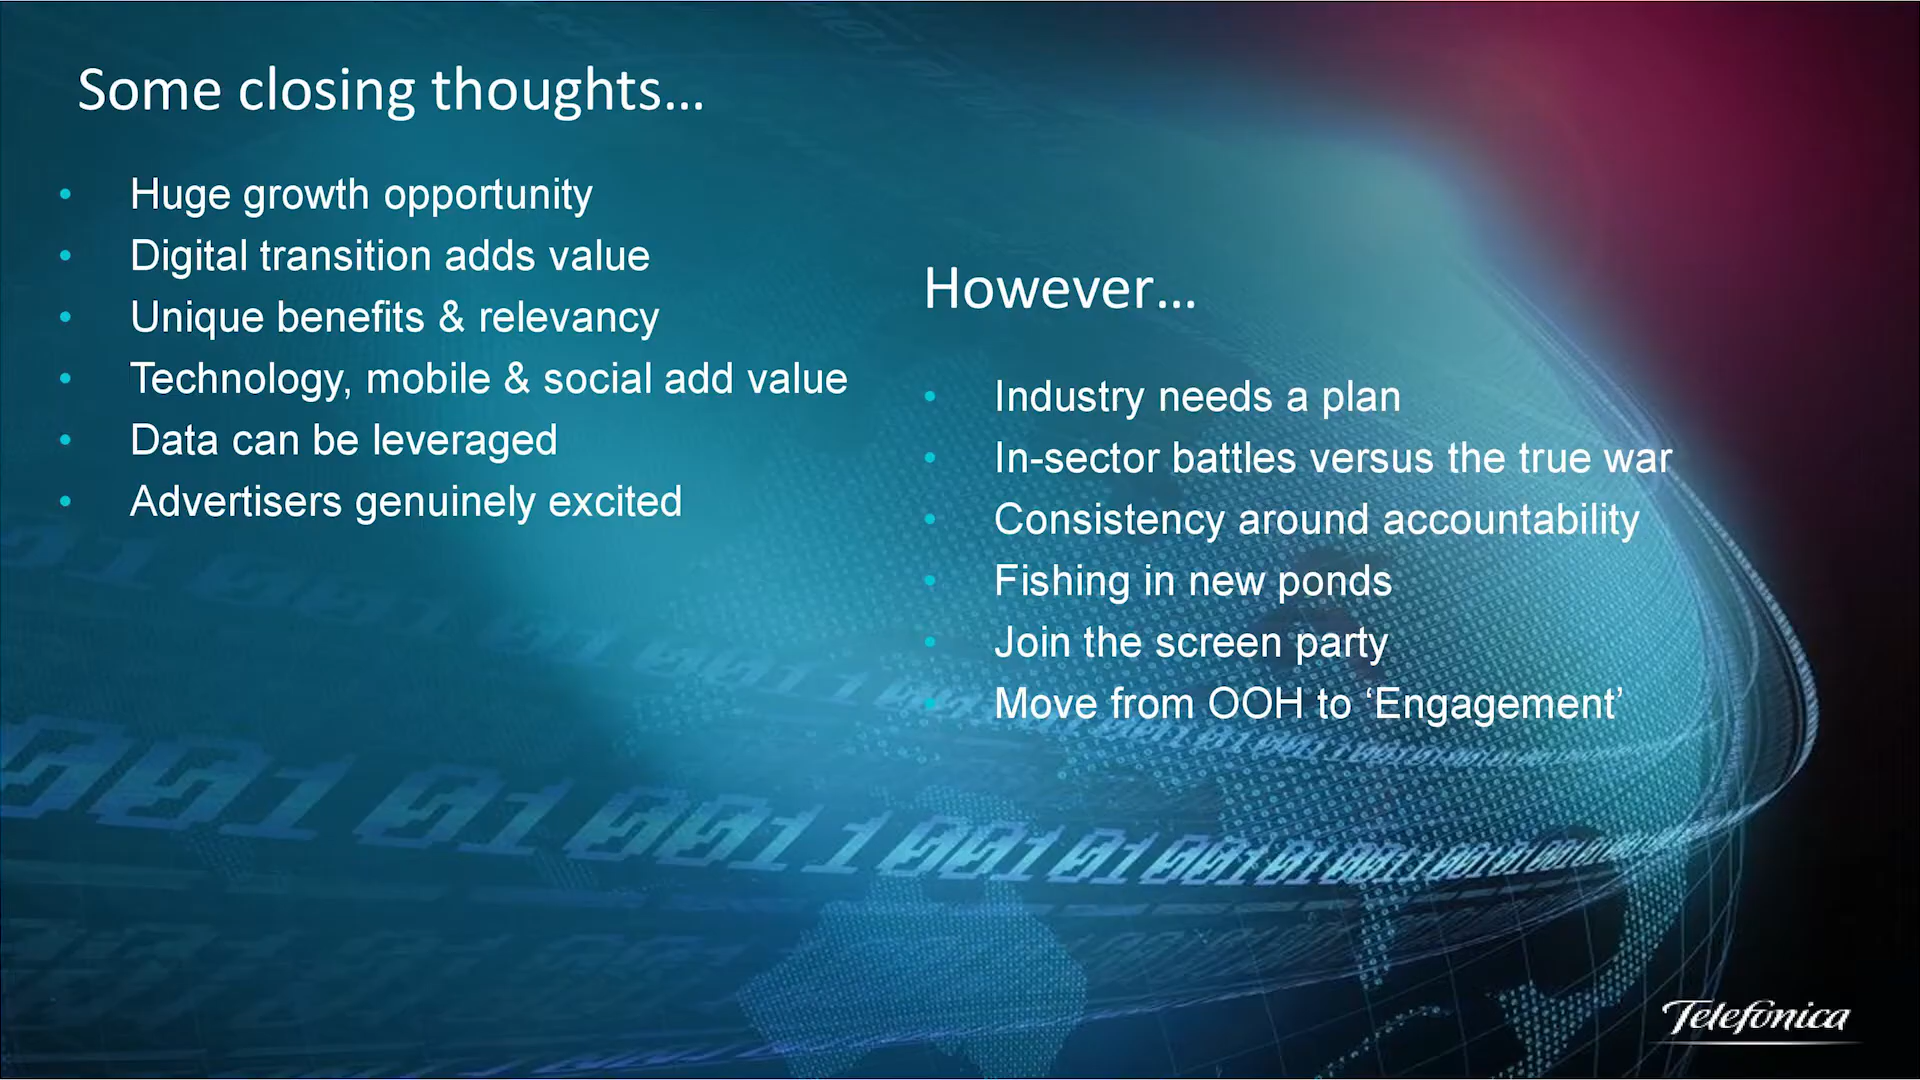 Some closing thoughts...
• Huge growth opportunity
• Digital transition adds value
• Unique benefits & relevancy
• Technology, mobile & social add value
• Data can be leveraged
• Advertisers genuinely excited
However...
• Industry needs a plan
• In-sector battles versus the true war
• Consistency around accountability
• Fishing in new ponds
• Join the screen party
• Move from OOH to ‘Engagement’
Telefónica